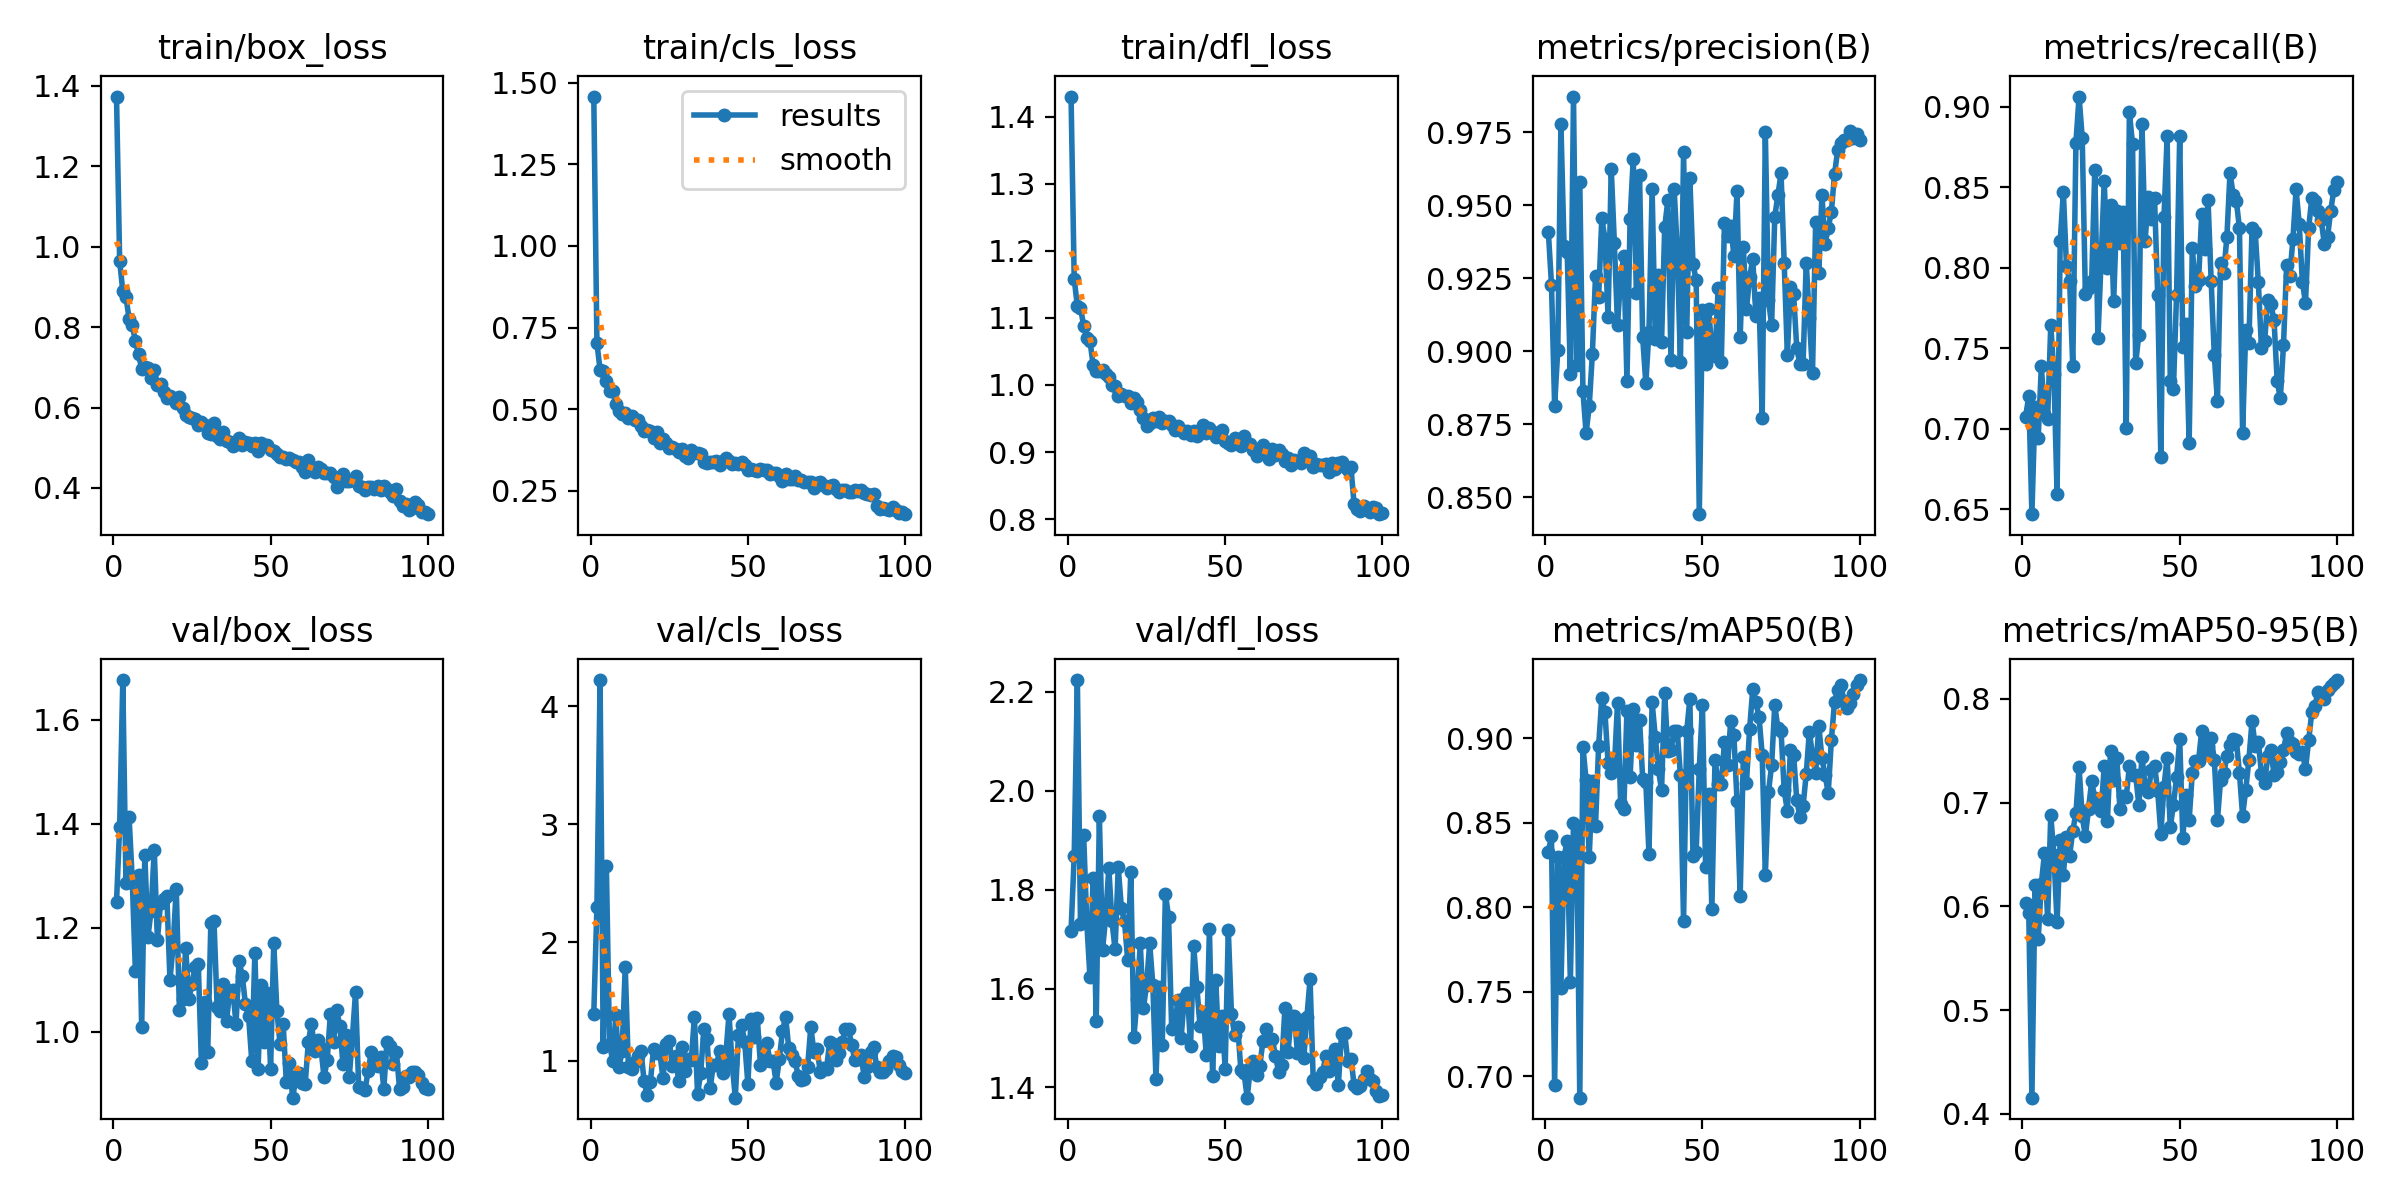 train/box_loss
1.4
1.2
1.0
0.8
0.6
0.4
0 50 100
train/cls_loss
1.50
1.25
1.00
0.75
0.50
0.25
0 50 100
results
smooth
train/dfl_loss
1.4
1.3
1.2
1.1
1.0
0.9
0.8
0 50 100
metrics/precision(B)
0.975
0.950
0.925
0.900
0.875
0.850
0 50 100
metrics/recall(B)
0.90
0.85
0.80
0.75
0.70
0.65
0 50 100
val/box_loss
1.6
1.4
1.2
1.0
0 50 100
val/cls_loss
4
3
2
1
0 50 100
val/dfl_loss
2.2
2.0
1.8
1.6
1.4
0 50 100
metrics/mAP50(B)
0.90
0.85
0.80
0.75
0.70
0 50 100
metrics/mAP50-95(B)
0.8
0.7
0.6
0.5
0.4
0 50 100